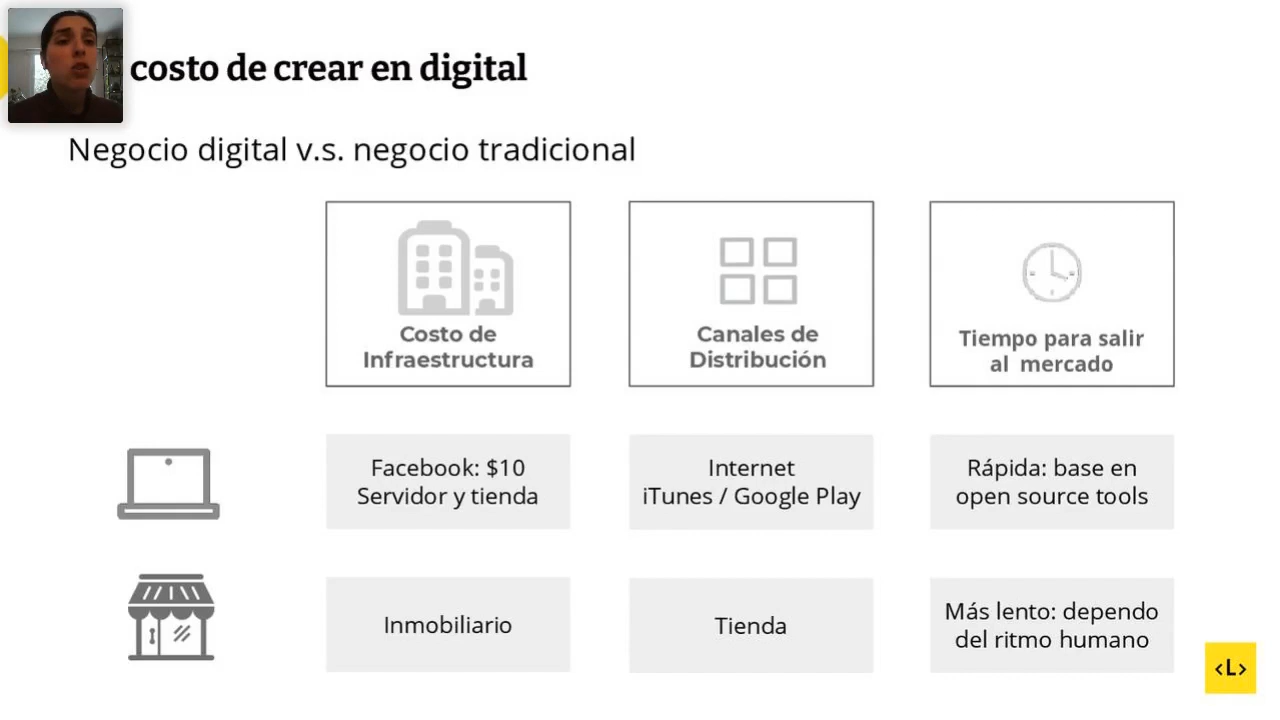 costo de crear en digital
Negocio digital v.s. negocio tradicional
Costo de
Infraestructura
Canales de
Distribución
Tiempo para salir
al mercado
Facebook: $10
Servidor y tienda
Internet
iTunes / Google Play
Rápida: base en
open source tools
Inmobiliario
Tienda
Más lento: dependo
del ritmo humano
<L>